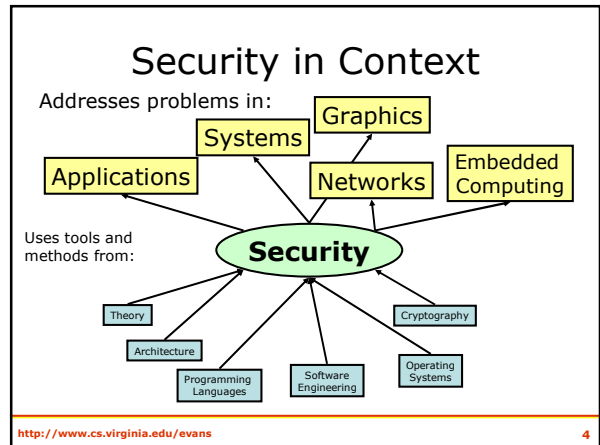 Security in Context
Addresses problems in:
Graphics
Systems
Applications
Networks
Embedded
Computing
Uses tools and
methods from:
Security
Theory
Cryptography
Architecture
Programming
Languages
Software
Engineering
Operating
Systems
http://www.cs.virginia.edu/evans
4